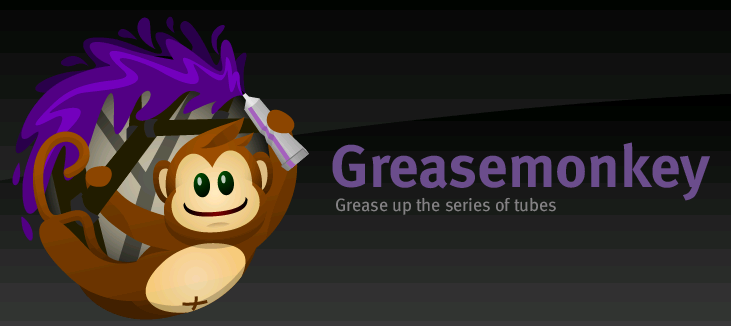 Greasemonkey
Grease up the series of tubes